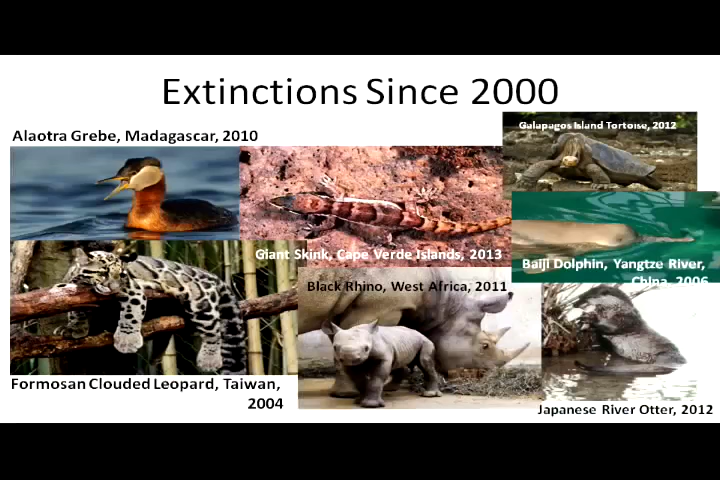 Extinctions Since 2000
Galapagos Island Tortoise, 2012
Alaotra Grebe, Madagascar, 2010
Giant Skink, Cape Verde Islands, 2013
Baiji Dolphin, Yangtze River,
China, 2006
Black Rhino, West Africa, 2011
Formosan Clouded Leopard, Taiwan,
2004
Japanese River Otter, 2012